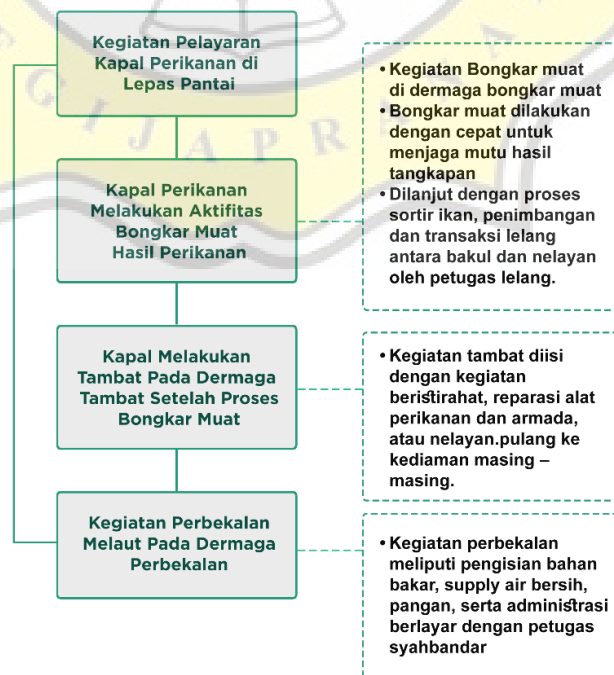 Kegiatan Pelayaran
Kapal Perikanan di
Lepas Pantai
• Kegiatan Bongkar muat
di dermaga bongkar muat
• Bongkar muat dilakukan
dengan cepat untuk
menjaga mutu hasil
tangkapan
• Dilanjut dengan proses
sortir ikan, penimbangan
dan transaksi lelang
antara bakul dan nelayan
oleh petugas lelang.
Kapal Perikanan
Melakukan Aktifitas
Bongkar Muat
Hasil Perikanan
Kapal Melakukan
Tambat Pada Dermaga
Tambat Setelah Proses
Bongkar Muat
• Kegiatan tambat diisi
dengan kegiatan
beristirahat, reparasi alat
perikanan dan armada,
atau nelayan.pulang ke
kediaman masing –
masing.
Kegiatan Perbekalan
Melaut Pada Dermaga
Perbekalan
• Kegiatan perbekalan
meliputi pengisian bahan
bakar, supply air bersih,
pangan, serta administrasi
berlayar dengan petugas
syahbandar